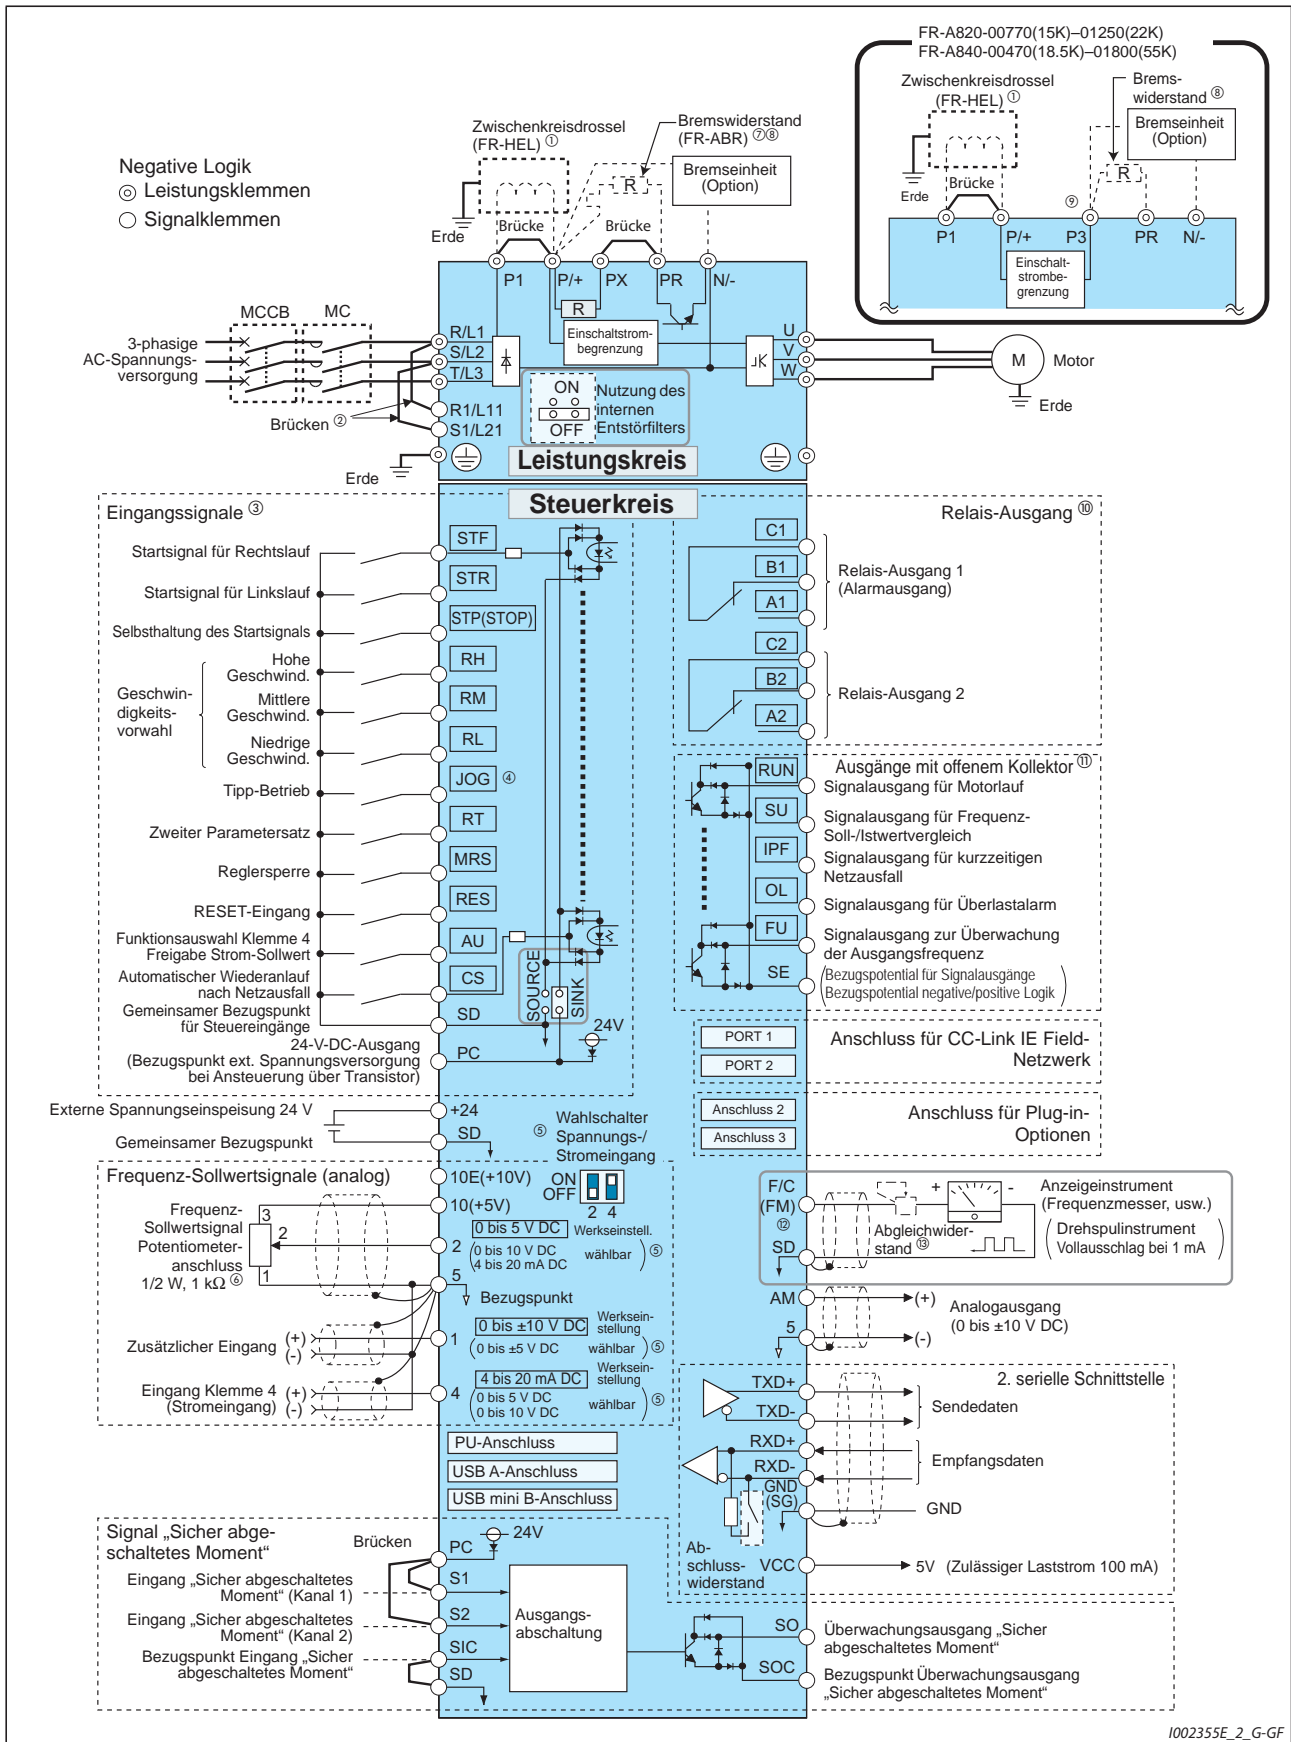 FR-A820-00770(15K)–01250(22K)
FR-A840-00470(18.5K)–01800(55K)
Zwischenkreisdrossel
(FR-HEL) ①
Brems-
widerstand ⑧
Bremseinheit
(Option)
R
Erde
Brücke
⑨
P1
P/+
P3
PR
N/-
Einschalt-
strombe-
grenzung
Negative Logik
Leistungsklemmen
Signalklemmen
Zwischenkreisdrossel
(FR-HEL) ①
Bremswiderstand
(FR-ABR) ⑦⑧
Bremseinheit
(Option)
R
Erde
Brücke
Brücke
P1
P/+
PX
PR
N/-
R
Einschaltstrom-
begrenzung
MCCB
MC
3-phasige
AC-Spannungs-
versorgung
R/L1
S/L2
T/L3
R1/L11
S1/L21
Brücken ②
Erde
U
V
W
M
Motor
Erde
ON
OFF
Nutzung des
internen
Entstörfilters
Leistungskreis
Steuerkreis
Eingangssignale ③
Startsignal für Rechtslauf
STF
Startsignal für Linkslauf
STR
Selbsthaltung des Startsignals
STP(STOP)
Geschwin-
digkeits-
vorwahl
Hohe
Geschwind.
RH
Mittlere
Geschwind.
RM
Niedrige
Geschwind.
RL
Tipp-Betrieb
JOG ④
Zweiter Parametersatz
RT
Reglersperre
MRS
RESET-Eingang
RES
Funktionsauswahl Klemme 4
Freigabe Strom-Sollwert
AU
Automatischer Wiederanlauf
nach Netzausfall
CS
Gemeinsamer Bezugspunkt
für Steuereingänge
SD
24-V-DC-Ausgang
(Bezugspunkt ext. Spannungsversorgung
bei Ansteuerung über Transistor)
PC
SOURCE
SINK
24V
Relais-Ausgang ⑩
C1
B1
A1
Relais-Ausgang 1
(Alarmausgang)
C2
B2
A2
Relais-Ausgang 2
Ausgänge mit offenem Kollektor ⑪
RUN
Signalausgang für Motorlauf
SU
Signalausgang für Frequenz-
Soll-/Istwertvergleich
IPF
Signalausgang für kurzzeitigen
Netzausfall
OL
Signalausgang für Überlastalarm
FU
Signalausgang zur Überwachung
der Ausgangsfrequenz
SE
(Bezugspotential für Signalausgänge
Bezugspotential negative/positive Logik)
PORT 1
PORT 2
Anschluss für CC-Link IE Field-
Netzwerk
Anschluss 2
Anschluss 3
Anschluss für Plug-in-
Optionen
Externe Spannungseinspeisung 24 V
+24
Gemeinsamer Bezugspunkt
SD
⑤
Wahlschalter
Spannungs-/
Stromeingang
ON
OFF
2 4
Frequenz-Sollwertsignale (analog)
10E(+10V)
10(+5V)
Frequenz-
Sollwertsignal
Potentiometer-
anschluss
1/2 W, 1 kΩ ⑥
3
2
1
2
0 bis 5 V DC
Werkseinstell.
(0 bis 10 V DC
4 bis 20 mA DC
wählbar) ⑤
5
Bezugspunkt
Zusätzlicher Eingang
(+)
(-)
1
0 bis ±10 V DC
Werksein-
stellung
(0 bis ±5 V DC
wählbar) ⑤
Eingang Klemme 4
(Stromeingang)
(+)
(-)
4
4 bis 20 mA DC
Werksein-
stellung
(0 bis 5 V DC
0 bis 10 V DC
wählbar) ⑤
F/C
(FM)
⑫
SD
+
-
Abgleichwider-
stand ⑬
Anzeigeinstrument
(Frequenzmesser, usw.)
(Drehspulinstrument
Vollausschlag bei 1 mA)
AM
5
(+)
(-)
Analogausgang
(0 bis ±10 V DC)
2. serielle Schnittstelle
TXD+
TXD-
Sendedaten
RXD+
RXD-
Empfangsdaten
GND
(SG)
GND
Ab-
schluss-
widerstand
VCC
5V (Zulässiger Laststrom 100 mA)
PU-Anschluss
USB A-Anschluss
USB mini B-Anschluss
Signal „Sicher abge-
schaltetes Moment“
Brücken
PC
24V
Eingang „Sicher abgeschaltetes
Moment“ (Kanal 1)
S1
Eingang „Sicher abgeschaltetes
Moment“ (Kanal 2)
S2
Bezugspunkt Eingang „Sicher
abgeschaltetes Moment“
SIC
SD
Ausgangs-
abschaltung
SO
Überwachungsausgang „Sicher
abgeschaltetes Moment“
SOC
Bezugspunkt Überwachungsausgang
„Sicher abgeschaltetes Moment“
I002355E_2_G-GF